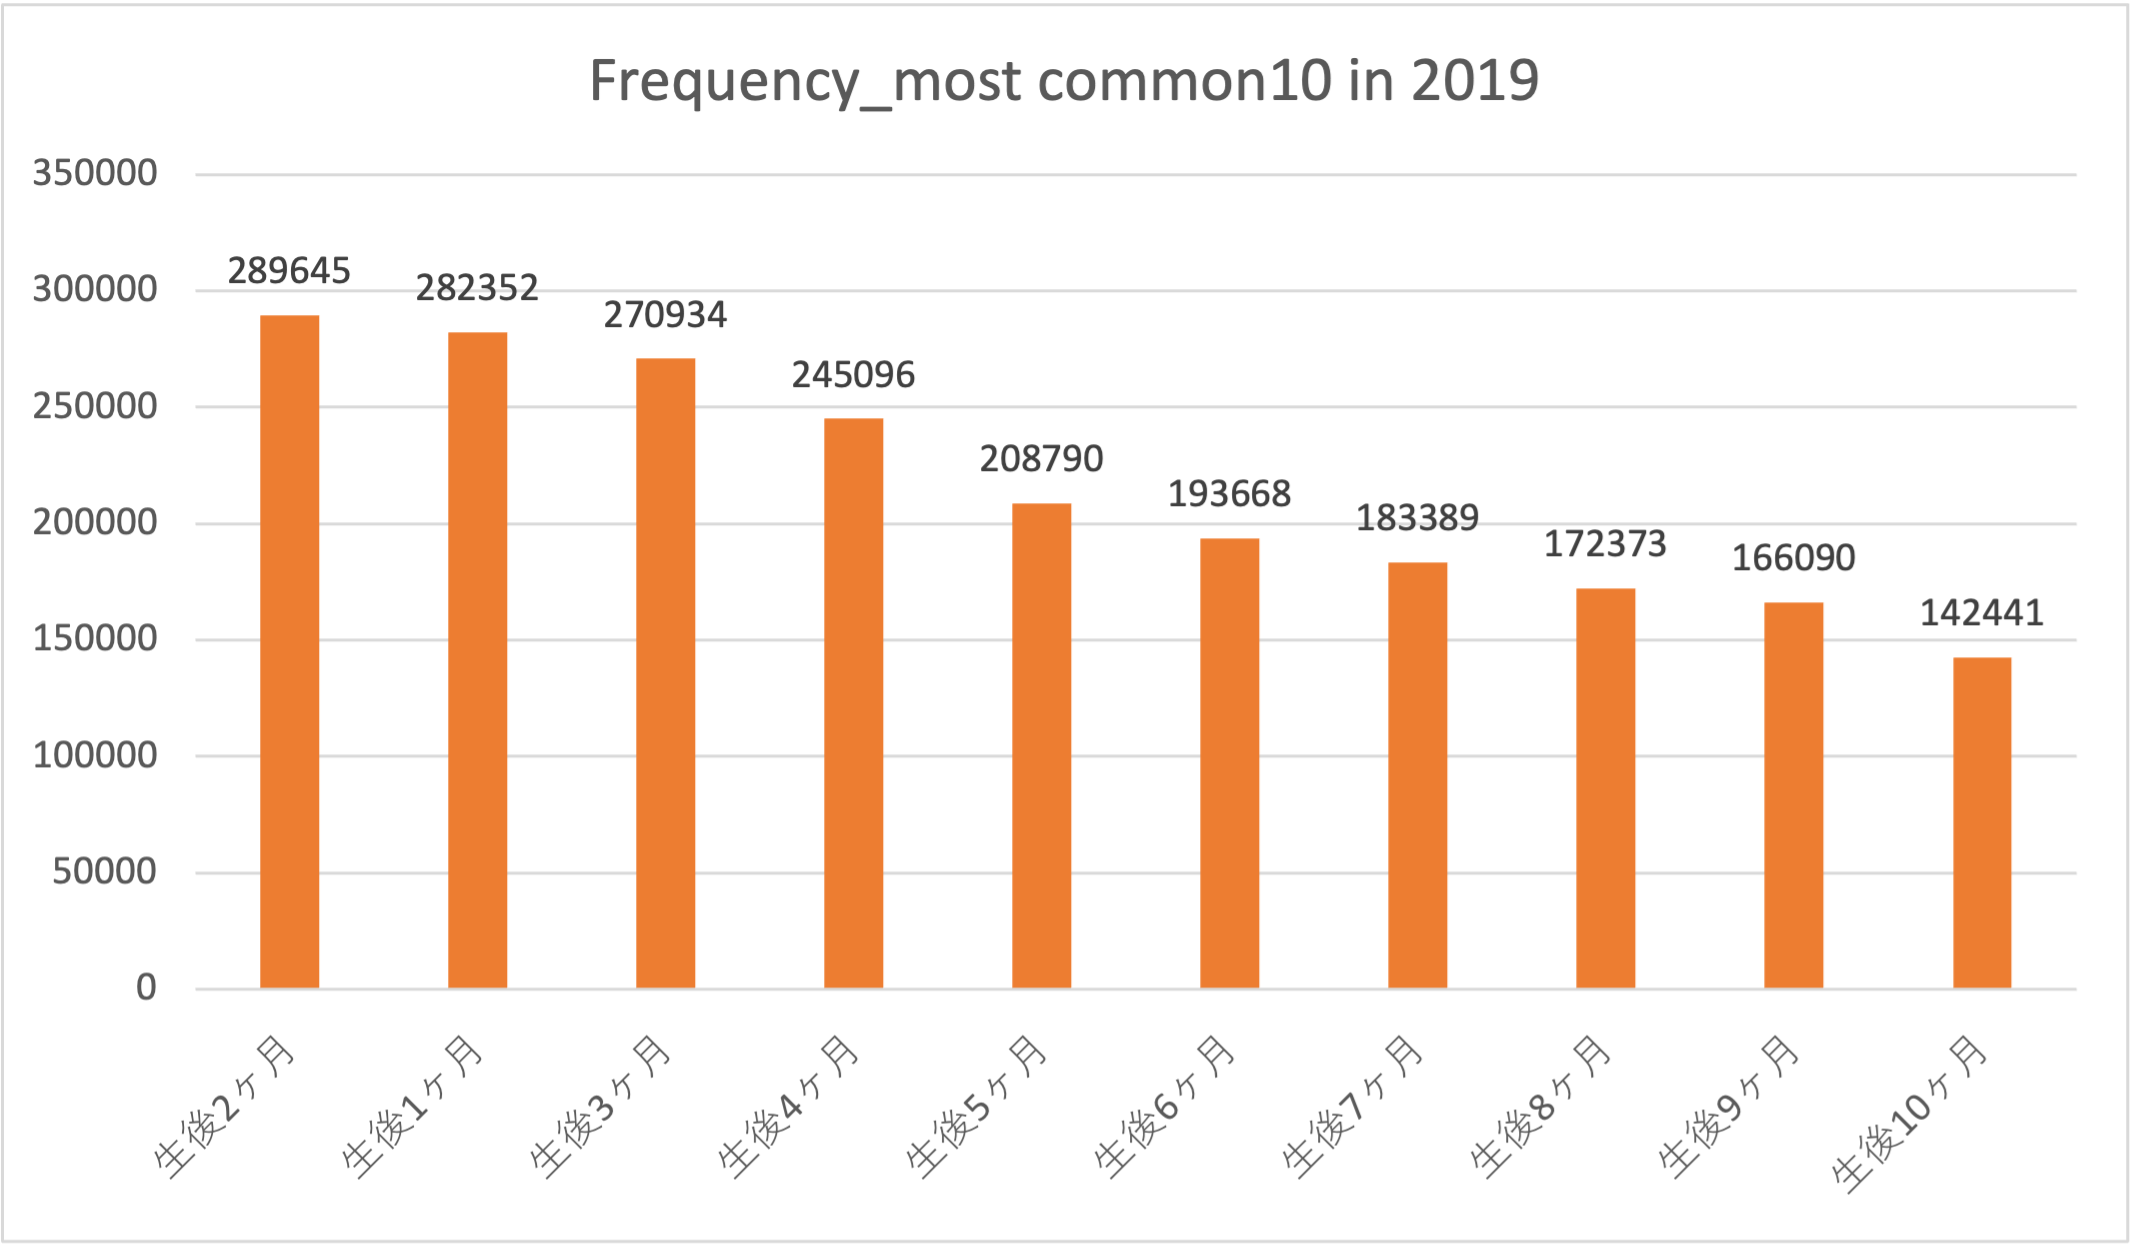 Frequency_most common10 in 2019
350000
300000
250000
200000
150000
100000
50000
0
289645
282352
270934
245096
208790
193668
183389
172373
166090
142441
生後2ヶ月
生後1ヶ月
生後3ヶ月
生後4ヶ月
生後5ヶ月
生後6ヶ月
生後7ヶ月
生後8ヶ月
生後9ヶ月
生後10ヶ月